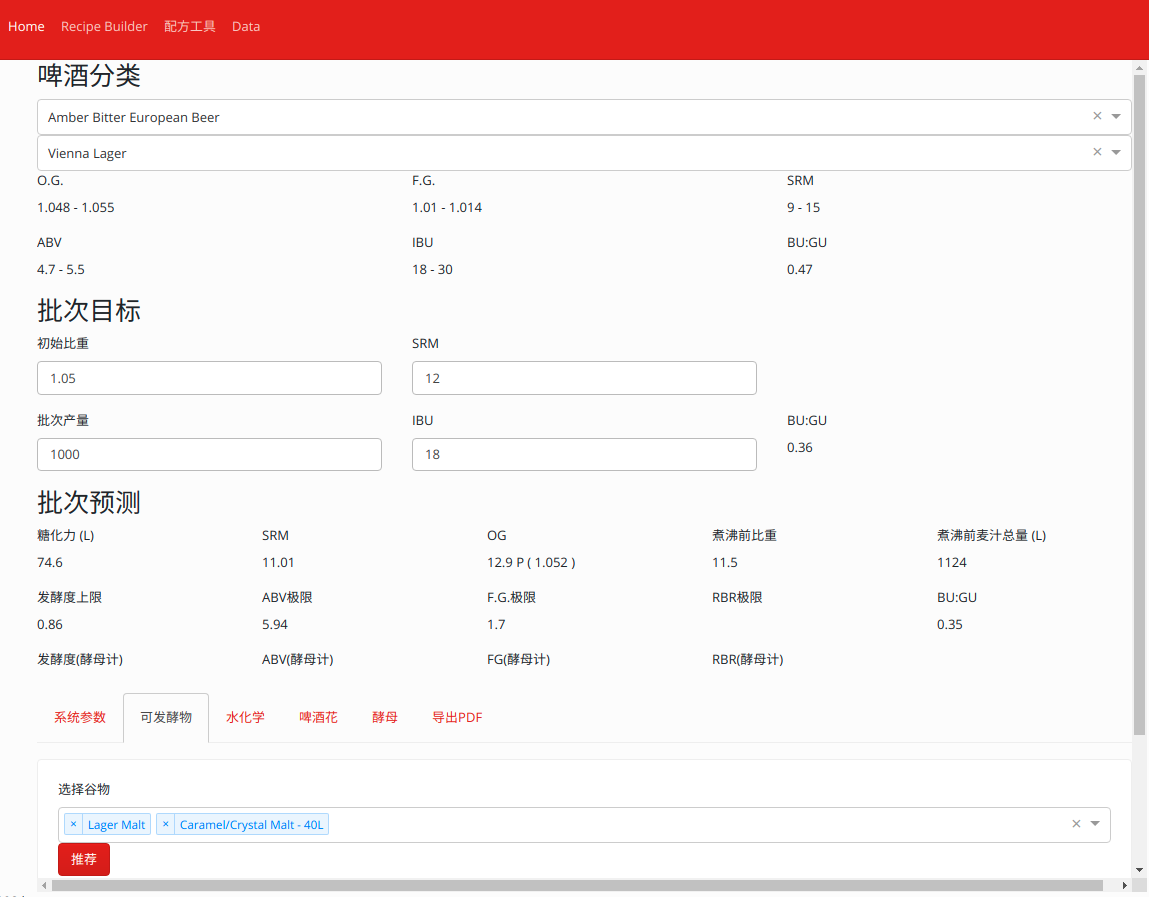 Home Recipe Builder 配方工具 Data
啤酒分类
Amber Bitter European Beer
Vienna Lager
O.G. F.G. SRM
1.048 - 1.055 1.01 - 1.014 9 - 15
ABV IBU BU:GU
4.7 - 5.5 18 - 30 0.47
批次目标
初始比重 SRM
1.05 12
批次产量 IBU BU:GU
1000 18 0.36
批次预测
糖化力 (L) SRM OG 煮沸前比重 煮沸前麦汁总量 (L)
74.6 11.01 12.9 P ( 1.052 ) 11.5 1124
发酵度上限 ABV极限 F.G.极限 RBR极限 BU:GU
0.86 5.94 1.7 0.35
发酵度(酵母计) ABV(酵母计) FG(酵母计) RBR(酵母计)
系统参数 可发酵物 水化学 啤酒花 酵母 导出PDF
选择谷物
× Lager Malt × Caramel/Crystal Malt - 40L
推荐